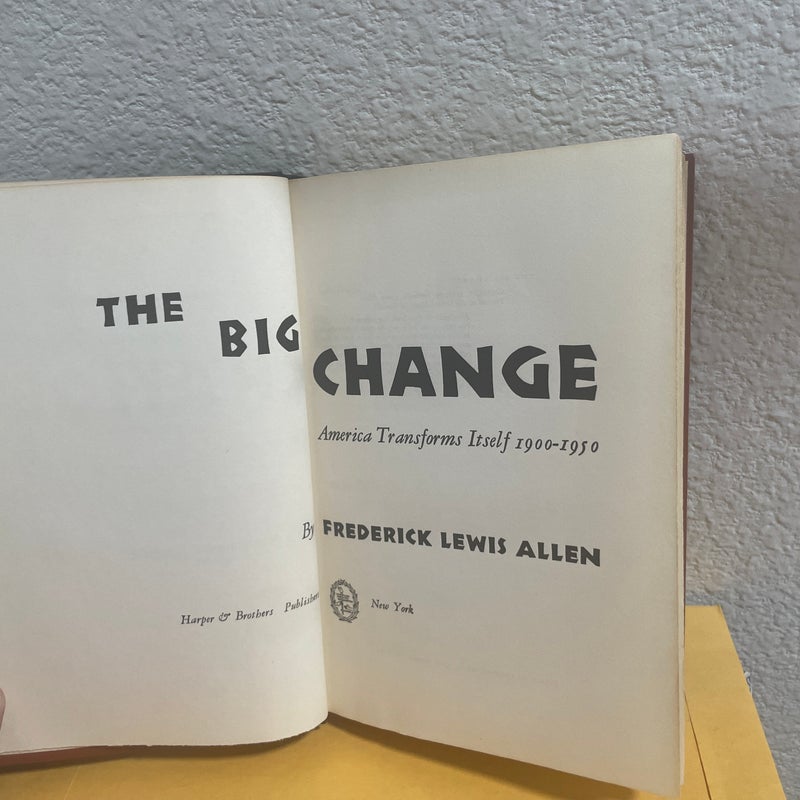 THE
BIG
CHANGE
America Transforms Itself 1900-1950
By FREDERICK LEWIS ALLEN
Harper & Brothers Publishers New York